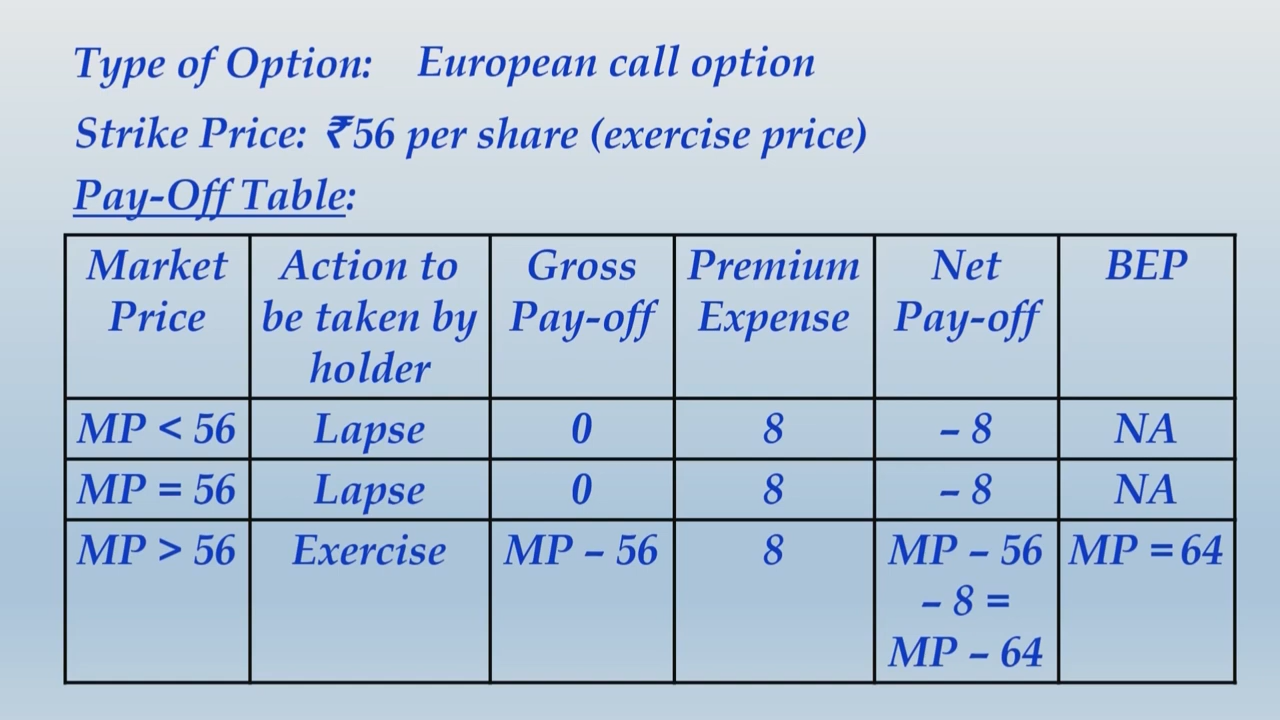 Type of Option: European call option
Strike Price: ₹56 per share (exercise price)
Pay-Off Table:
Market Price | Action to be taken by holder | Gross Pay-off | Premium Expense | Net Pay-off | BEP
MP < 56 | Lapse | 0 | 8 | – 8 | NA
MP = 56 | Lapse | 0 | 8 | – 8 | NA
MP > 56 | Exercise | MP – 56 | 8 | MP – 56 – 8 = MP – 64 | MP = 64